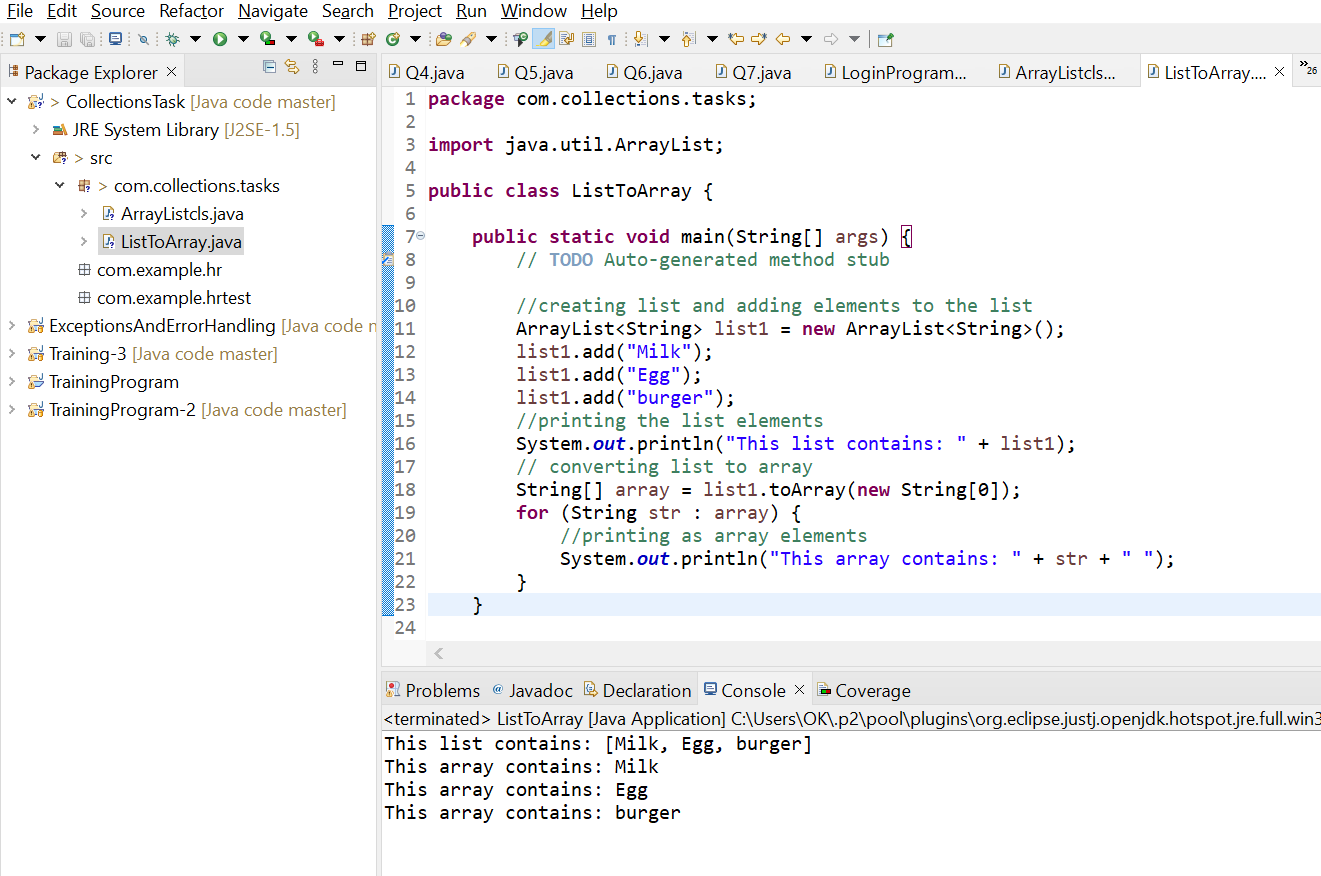 File Edit Source Refactor Navigate Search Project Run Window Help
Package Explorer
> CollectionsTask [Java code master]
JRE System Library [J2SE-1.5]
> src
> com.collections.tasks
ArrayListcls.java
ListToArray.java
com.example.hr
com.example.hrtest
ExceptionsAndErrorHandling [Java code n
Training-3 [Java code master]
TrainingProgram
TrainingProgram-2 [Java code master]
Q4.java Q5.java Q6.java Q7.java LoginProgram... ArrayListcls... ListToArray.... »26
1 package com.collections.tasks;
2
3 import java.util.ArrayList;
4
5 public class ListToArray {
6
7 public static void main(String[] args) {
8 // TODO Auto-generated method stub
9
10 //creating list and adding elements to the list
11 ArrayList<String> list1 = new ArrayList<String>();
12 list1.add("Milk");
13 list1.add("Egg");
14 list1.add("burger");
15 //printing the list elements
16 System.out.println("This list contains: " + list1);
17 // converting list to array
18 String[] array = list1.toArray(new String[0]);
19 for (String str : array) {
20 //printing as array elements
21 System.out.println("This array contains: " + str + " ");
22 }
23 }
24
Problems @ Javadoc Declaration Console Coverage
<terminated> ListToArray [Java Application] C:\Users\OK\.p2\pool\plugins\org.eclipse.justj.openjdk.hotspot.jre.full.win3
This list contains: [Milk, Egg, burger]
This array contains: Milk
This array contains: Egg
This array contains: burger